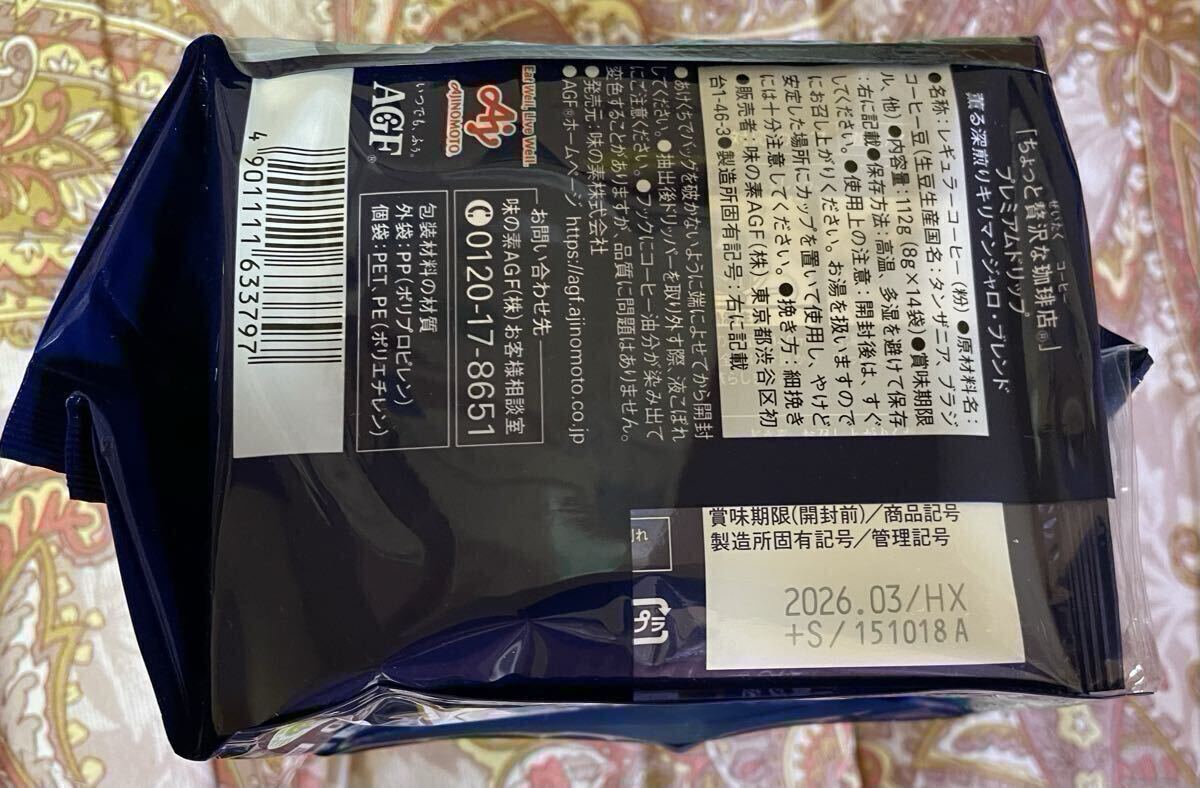 「ちょっと贅沢な珈琲店®」
ぜいたく
コーヒー
プレミアムドリップ
薫る深煎りキリマンジャロ・ブレンド
●名称：レギュラーコーヒー（粉）●原材料名：
コーヒー豆（生豆生産国名：タンザニア、ブラジ
ル、他）●内容量：112g（8g×14袋）●賞味期限
：右に記載●保存方法：高温、多湿を避けて保存
してください。●使用上の注意：開封後は、すぐ
にお召し上がりください。お湯を扱いますので
安定した場所にカップを置いて使用し、やけど
には十分注意してください。●挽き方：細挽き
●販売者：味の素AGF（株）東京都渋谷区初
台1-46-3●製造所固有記号：右に記載
●あけくちでパックを破かないように端によせてから開封
してください。●抽出後ドリッパーを取り外す際、液こぼれ
にご注意ください。●フックにコーヒー油分が染み出て
変色することがありますが、品質に問題はありません。
●発売元：味の素株式会社
●AGF®ホームページ https://agf.ajinomoto.co.jp
Eat Well, Live Well.
Aj
AJINOMOTO
いつでも、ふぅ。
AGF®
お問い合わせ先
味の素AGF（株）お客様相談室
0120-17-8651
包装材料の材質
外袋：PP（ポリプロピレン）
個袋：PET、PE（ポリエチレン）
4 901111 633797
賞味期限（開封前）／商品記号
製造所固有記号／管理記号
2026.03/HX
+S/151018A
プラ